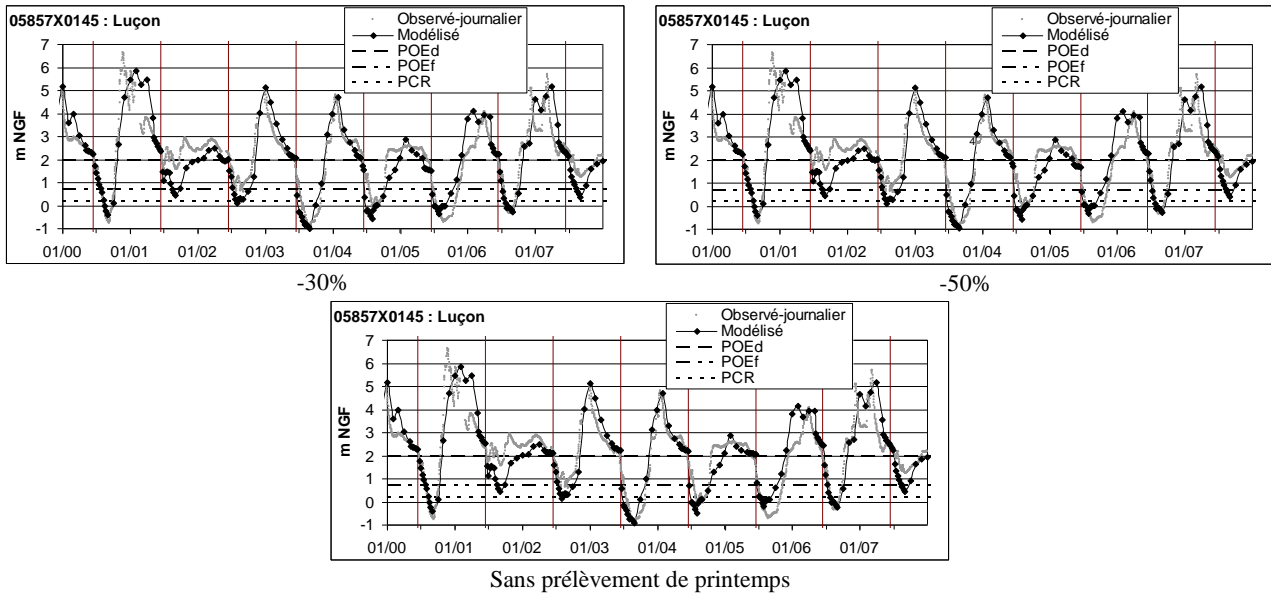 05857X0145 : Luçon
Observé-journalier
Modélisé
POEd
POEf
PCR
m NGF
7
6
5
4
3
2
1
0
-1
01/00 01/01 01/02 01/03 01/04 01/05 01/06 01/07
-30%
05857X0145 : Luçon
Observé-journalier
Modélisé
POEd
POEf
PCR
m NGF
7
6
5
4
3
2
1
0
-1
4
01/00 01/01 01/02 01/03 01/04 01/05 01/06 01/07
-50%
05857X0145 : Luçon
Observé-journalier
Modélisé
POEd
POEf
PCR
m NGF
7
6
5
4
3
2
1
0
-1
01/00 01/01 01/02 01/03 01/04 01/05 01/06 01/07
Sans prélèvement de printemps